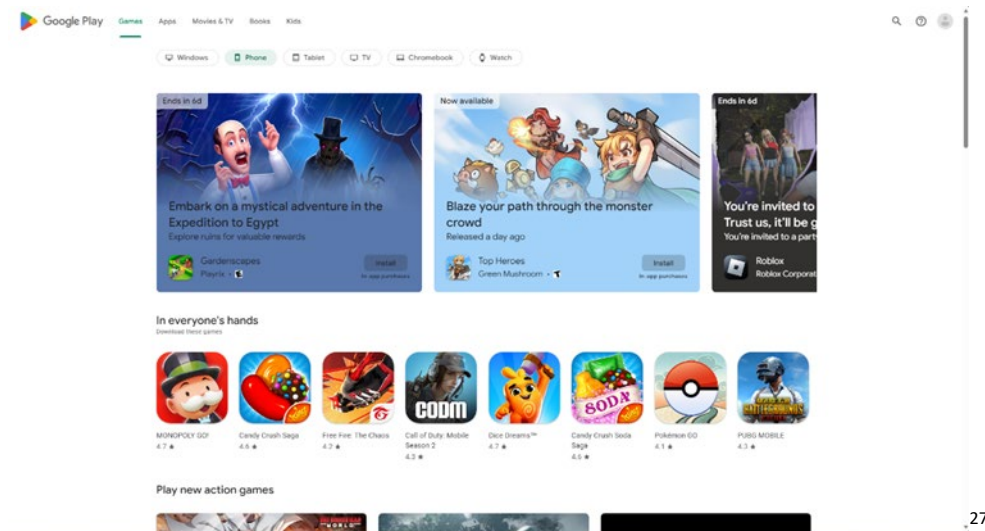 Google Play Games Apps Movies & TV Books Kids
Windows Phone Tablet TV Chromebook Watch
Ends in 6d
Embark on a mystical adventure in the
Expedition to Egypt
Explore ruins for valuable rewards
Gardenscapes
Playrix
Install
In-app purchases
Now available
Blaze your path through the monster
crowd
Released a day ago
Top Heroes
Green Mushroom
Install
In-app purchases
Ends in 6d
You're invited to
Trust us, it'll be g
You're invited to a part
Roblox
Roblox Corporat
In everyone's hands
Download these games
CODM
SODA
BATTLEGROUNDS
MONOPOLY GO!
4.7
Candy Crush Saga
4.6
Free Fire: The Chaos
4.2
Call of Duty: Mobile
Season 2
4.3
Dice Dreams™
4.7
Candy Crush Soda
Saga
4.6
Pokémon GO
4.1
PUBG MOBILE
4.3
Play new action games
27